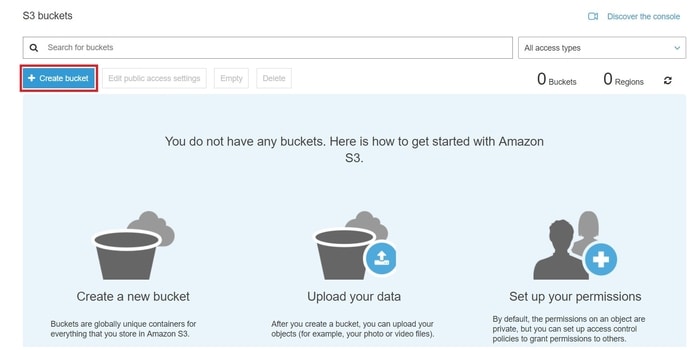 S3 buckets
Discover the console
Search for buckets
All access types
+ Create bucket
Edit public access settings
Empty
Delete
0 Buckets
0 Regions
You do not have any buckets. Here is how to get started with Amazon
S3.
Create a new bucket
Buckets are globally unique containers for
everything that you store in Amazon S3.
Upload your data
After you create a bucket, you can upload your
objects (for example, your photo or video files).
Set up your permissions
By default, the permissions on an object are
private, but you can set up access control
policies to grant permissions to others.